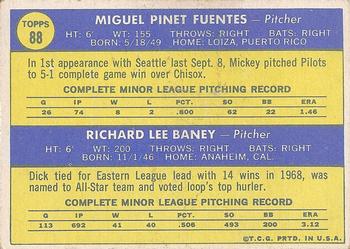 TOPPS
88
MIGUEL PINET FUENTES — Pitcher
HT: 6' WT: 155 THROWS: RIGHT BATS: RIGHT
BORN: 5/18/49 HOME: LOIZA, PUERTO RICO
In 1st appearance with Seattle last Sept. 8, Mickey pitched Pilots
to 5-1 complete game win over Chisox.
COMPLETE MINOR LEAGUE PITCHING RECORD
G IP W L PCT. SO BB ERA
26 74 8 2 .800 62 22 1.46
RICHARD LEE BANEY — Pitcher
HT: 6' WT: 200 THROWS: RIGHT BATS: RIGHT
BORN: 11/1/46 HOME: ANAHEIM, CAL.
Dick tied for Eastern League lead with 14 wins in 1968, was
named to All-Star team and voted loop's top hurler.
COMPLETE MINOR LEAGUE PITCHING RECORD
G IP W L PCT. SO BB ERA
113 692 41 40 .506 493 200 3.12
©T.C.G. PRTD. IN U.S.A.